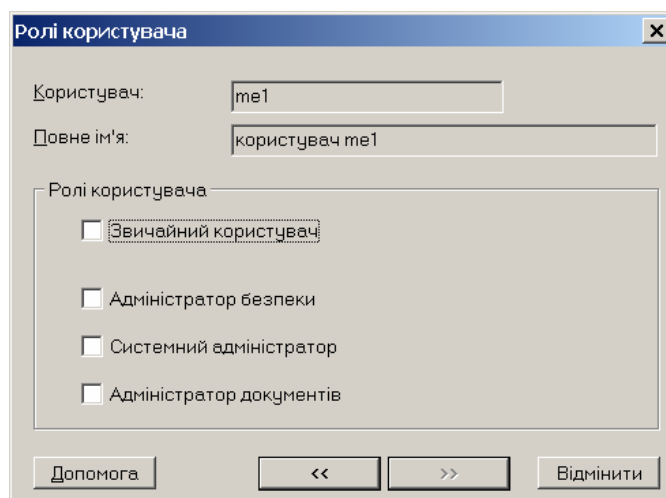 Ролі користувача
Користувач: me1
Повне ім'я: користувач me1
Ролі користувача
Звичайний користувач
Адміністратор безпеки
Системний адміністратор
Адміністратор документів
Допомога << >> Відмінити